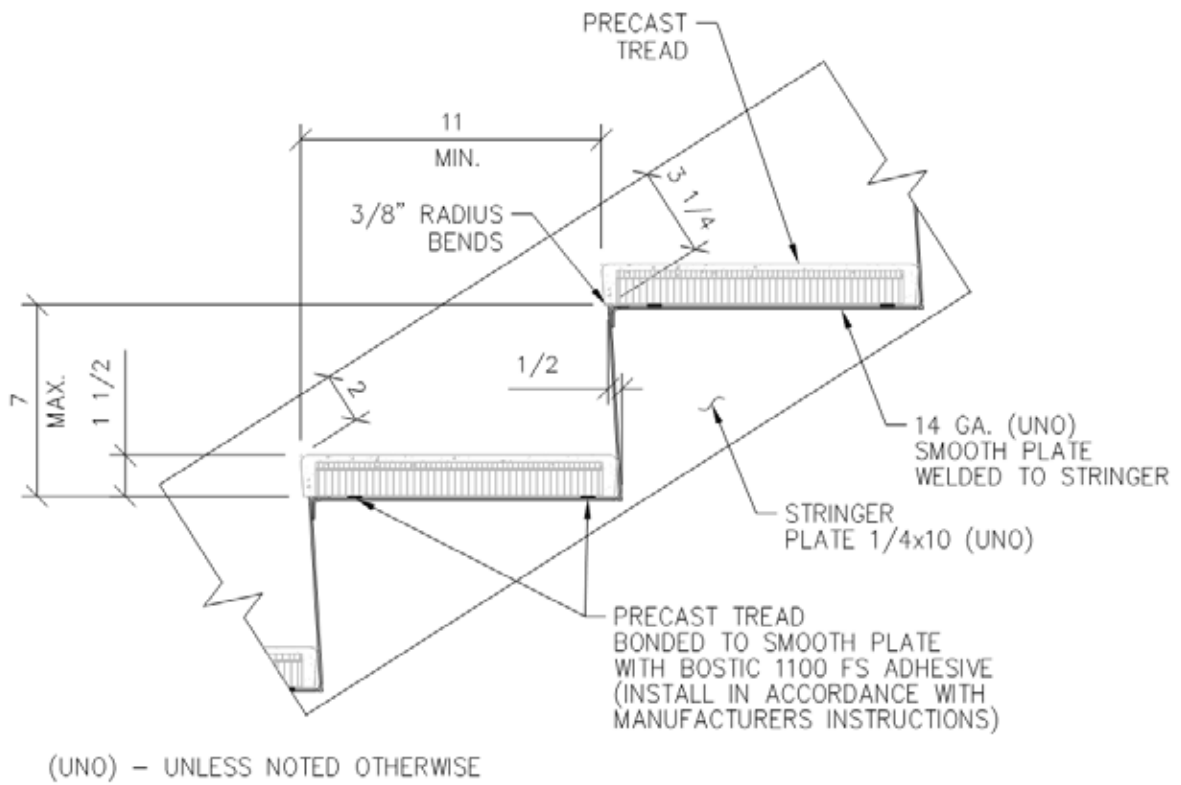 PRECAST
TREAD
11
MIN.
3 1/4
3/8" RADIUS
BENDS
7
MAX.
1 1/2
2
1/2
14 GA. (UNO)
SMOOTH PLATE
WELDED TO STRINGER
STRINGER
PLATE 1/4x10 (UNO)
PRECAST TREAD
BONDED TO SMOOTH PLATE
WITH BOSTIC 1100 FS ADHESIVE
(INSTALL IN ACCORDANCE WITH
MANUFACTURERS INSTRUCTIONS)
(UNO) – UNLESS NOTED OTHERWISE